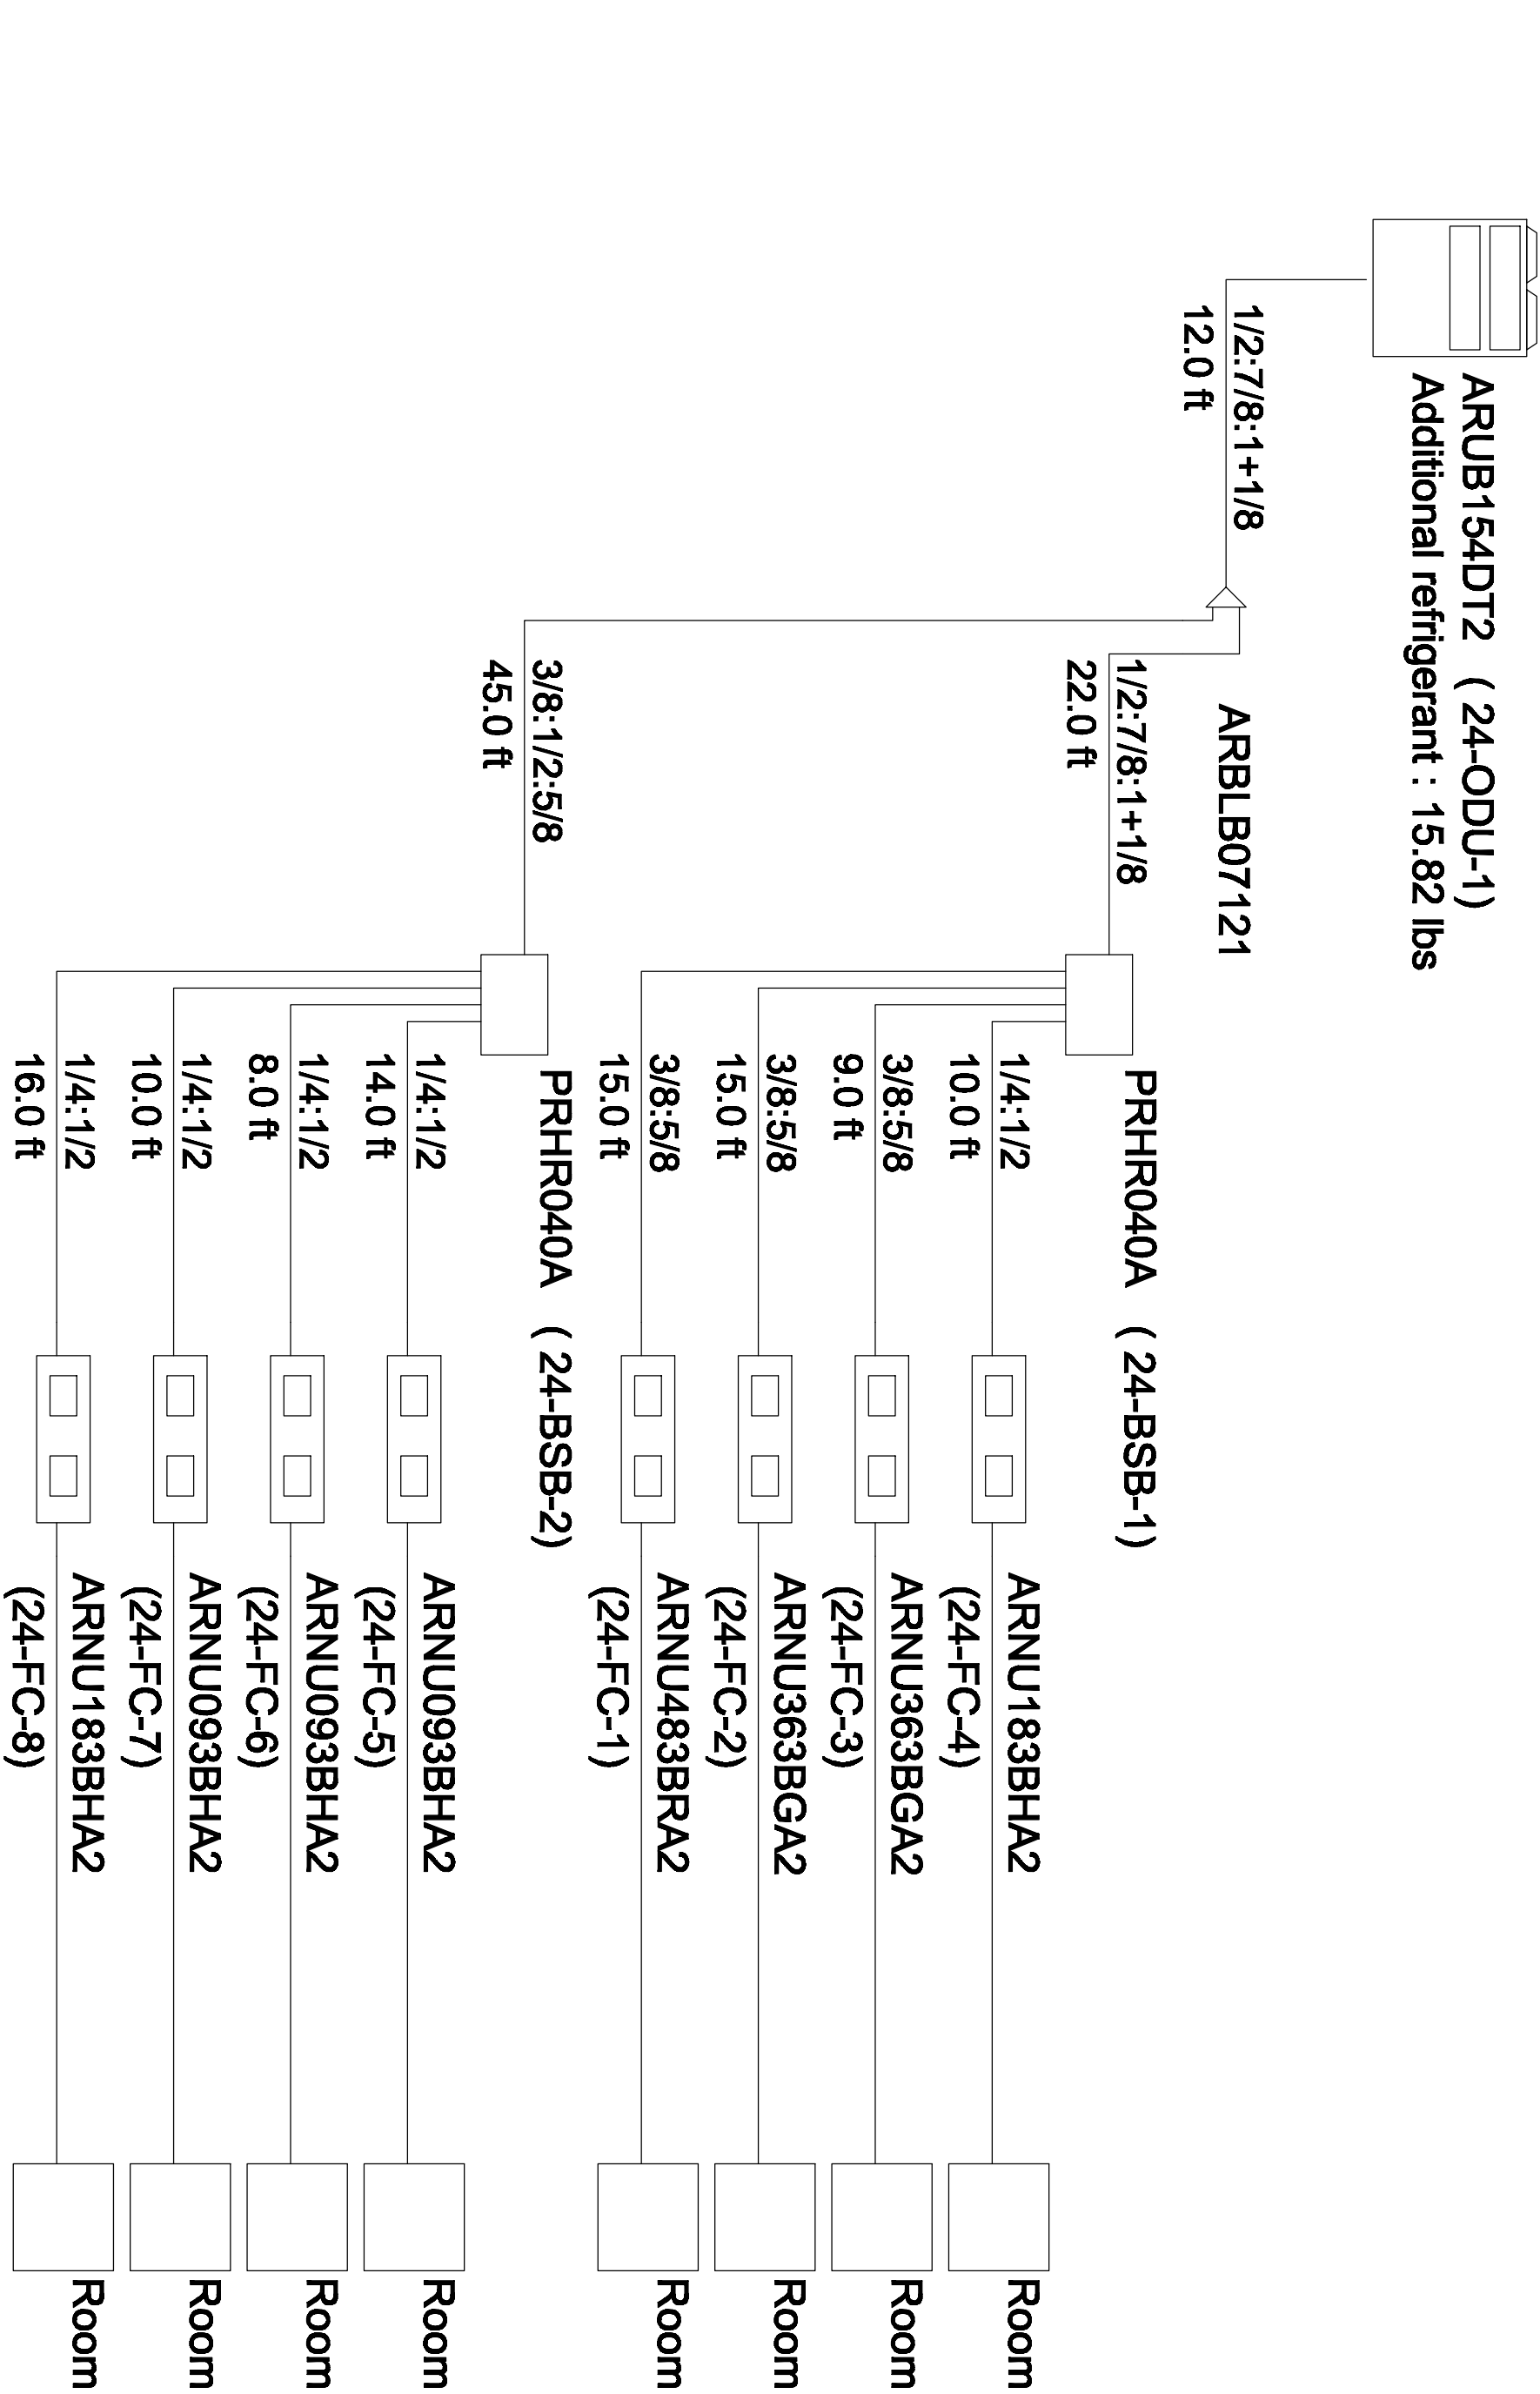 ARUB154DT2 ( 24-ODU-1)
Additional refrigerant : 15.82 lbs
1/2:7/8:1+1/8
12.0 ft
ARBLB07121
1/2:7/8:1+1/8
22.0 ft
PRHR040A ( 24-BSB-1)
1/4:1/2
10.0 ft
ARNU183BHA2
(24-FC-4)
Room
3/8:5/8
9.0 ft
ARNU363BGA2
(24-FC-3)
Room
3/8:5/8
15.0 ft
ARNU363BGA2
(24-FC-2)
Room
3/8:5/8
15.0 ft
ARNU483BRA2
(24-FC-1)
Room
3/8:1/2:5/8
45.0 ft
PRHR040A ( 24-BSB-2)
1/4:1/2
14.0 ft
ARNU093BHA2
(24-FC-5)
Room
1/4:1/2
8.0 ft
ARNU093BHA2
(24-FC-6)
Room
1/4:1/2
10.0 ft
ARNU093BHA2
(24-FC-7)
Room
1/4:1/2
16.0 ft
ARNU183BHA2
(24-FC-8)
Room